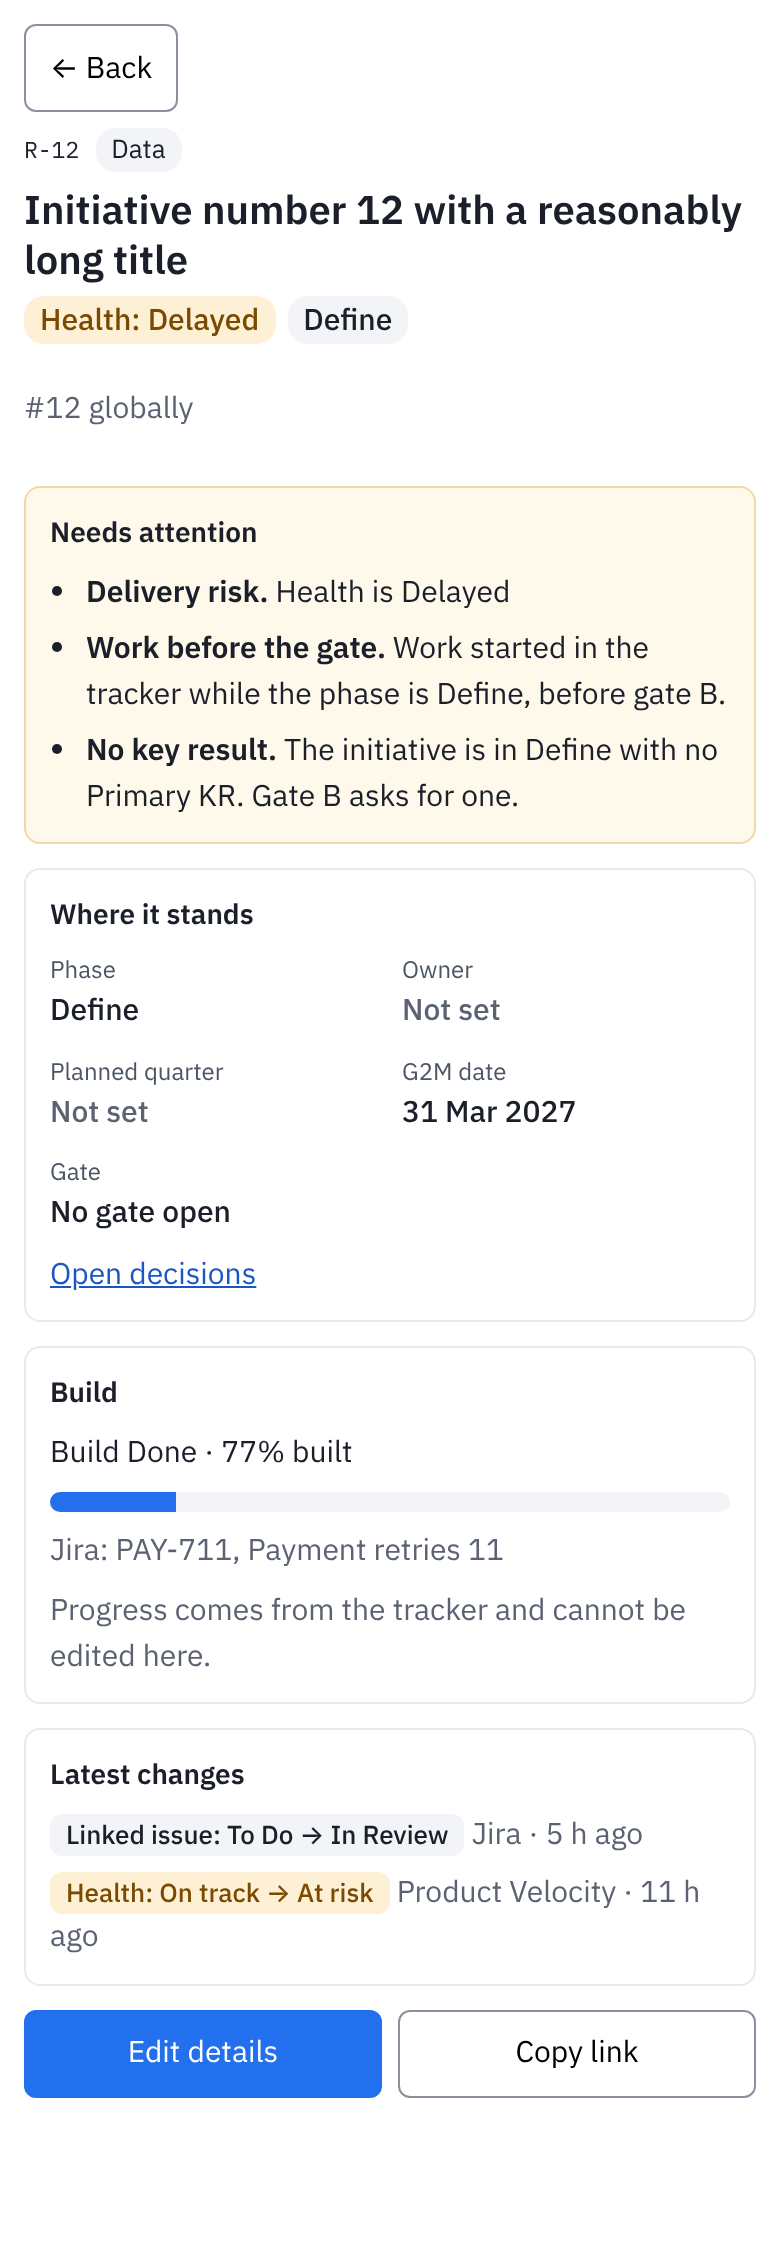 ← Back
R-12 Data
Initiative number 12 with a reasonably
long title
Health: Delayed Define
#12 globally
Needs attention
• Delivery risk. Health is Delayed
• Work before the gate. Work started in the
tracker while the phase is Define, before gate B.
• No key result. The initiative is in Define with no
Primary KR. Gate B asks for one.
Where it stands
Phase Owner
Define Not set
Planned quarter G2M date
Not set 31 Mar 2027
Gate
No gate open
Open decisions
Build
Build Done · 77% built
Jira: PAY-711, Payment retries 11
Progress comes from the tracker and cannot be
edited here.
Latest changes
Linked issue: To Do → In Review Jira · 5 h ago
Health: On track → At risk Product Velocity · 11 h
ago
Edit details Copy link